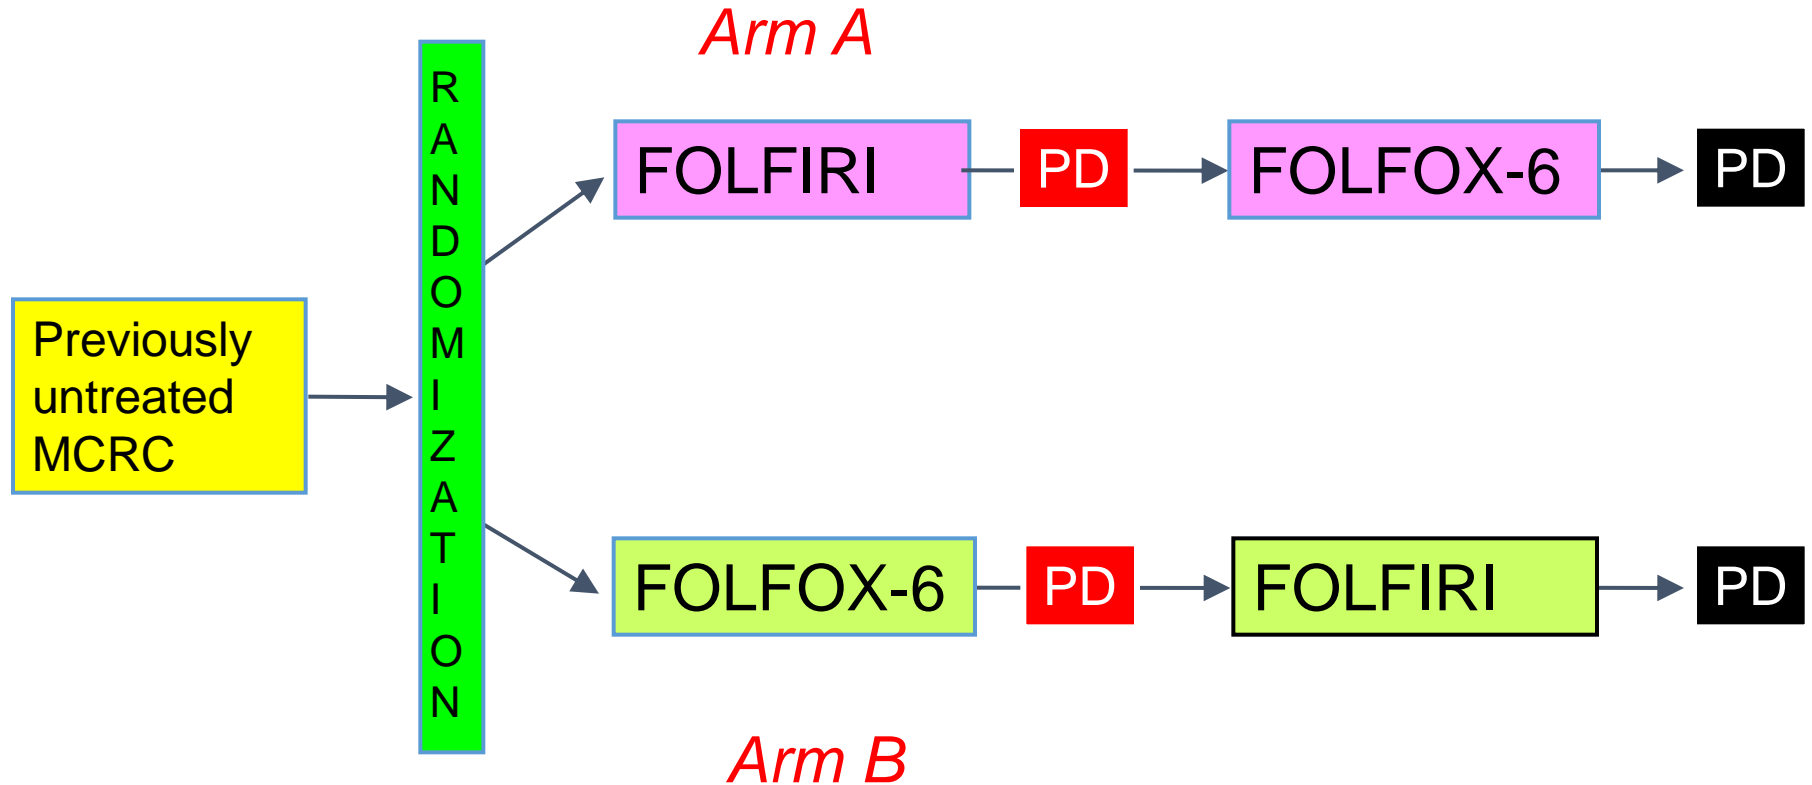 Arm A
RANDOMIZATION
FOLFIRI
PD
FOLFOX-6
PD
Previously
untreated
MCRC
FOLFOX-6
PD
FOLFIRI
PD
Arm B